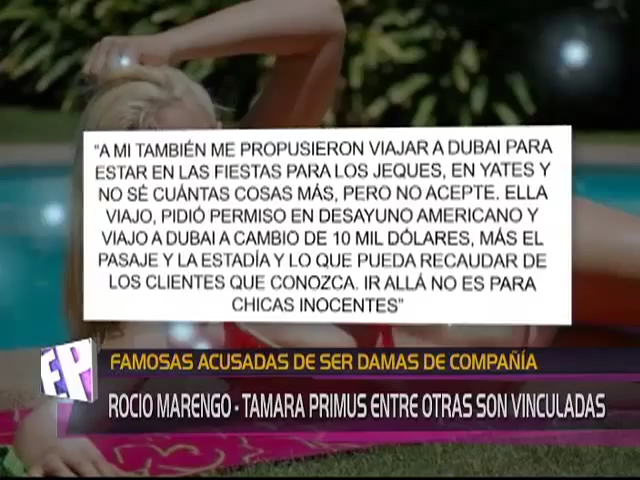 "A MI TAMBIÉN ME PROPUSIERON VIAJAR A DUBAI PARA
ESTAR EN LAS FIESTAS PARA LOS JEQUES, EN YATES Y
NO SÉ CUÁNTAS COSAS MÁS, PERO NO ACEPTE. ELLA
VIAJO, PIDIÓ PERMISO EN DESAYUNO AMERICANO Y
VIAJO A DUBAI A CAMBIO DE 10 MIL DÓLARES, MÁS EL
PASAJE Y LA ESTADÍA Y LO QUE PUEDA RECAUDAR DE
LOS CLIENTES QUE CONOZCA. IR ALLÁ NO ES PARA
CHICAS INOCENTES"
EP
FAMOSAS ACUSADAS DE SER DAMAS DE COMPAÑÍA
ROCIO MARENGO - TAMARA PRIMUS ENTRE OTRAS SON VINCULADAS